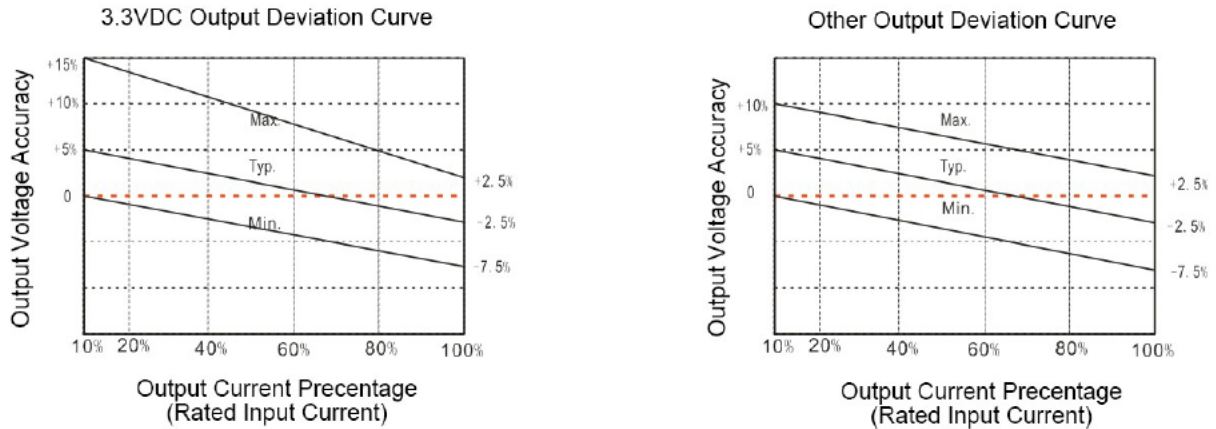 3.3VDC Output Deviation Curve
Output Voltage Accuracy
+15%
+10%
+5%
0
Max.
Typ.
Min.
+2.5%
-2.5%
-7.5%
10% 20% 40% 60% 80% 100%
Output Current Precentage
(Rated Input Current)
Other Output Deviation Curve
Output Voltage Accuracy
+10%
+5%
0
Max.
Typ.
Min.
+2.5%
-2.5%
-7.5%
10% 20% 40% 60% 80% 100%
Output Current Precentage
(Rated Input Current)